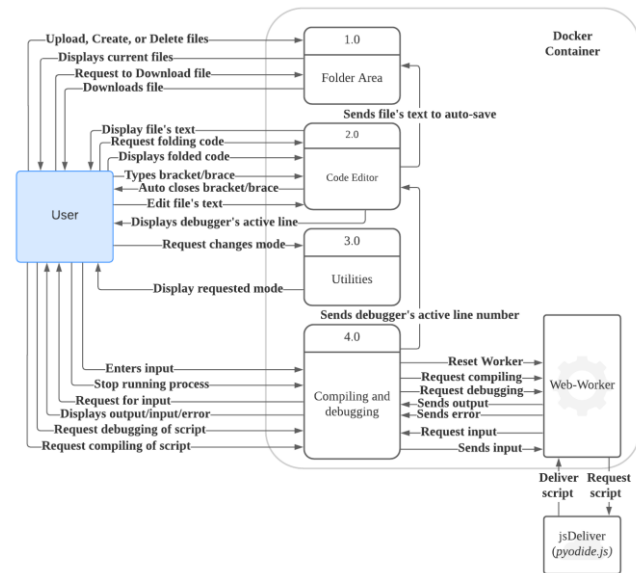 Upload, Create, or Delete files
Displays current files
Request to Download file
Downloads file
1.0
Folder Area
Docker
Container
Sends file's text to auto-save
Display file's text
Request folding code
Displays folded code
Types bracket/brace
Auto closes bracket/brace
Edit file's text
Displays debugger's active line
2.0
Code Editor
User
Request changes mode
Display requested mode
3.0
Utilities
Sends debugger's active line number
4.0
Compiling and
debugging
Enters input
Stop running process
Request for input
Displays output/input/error
Request debugging of script
Request compiling of script
Reset Worker
Request compiling
Request debugging
Sends output
Sends error
Request input
Sends input
Web-Worker
Deliver
script
Request
script
jsDeliver
(pyodide.js)